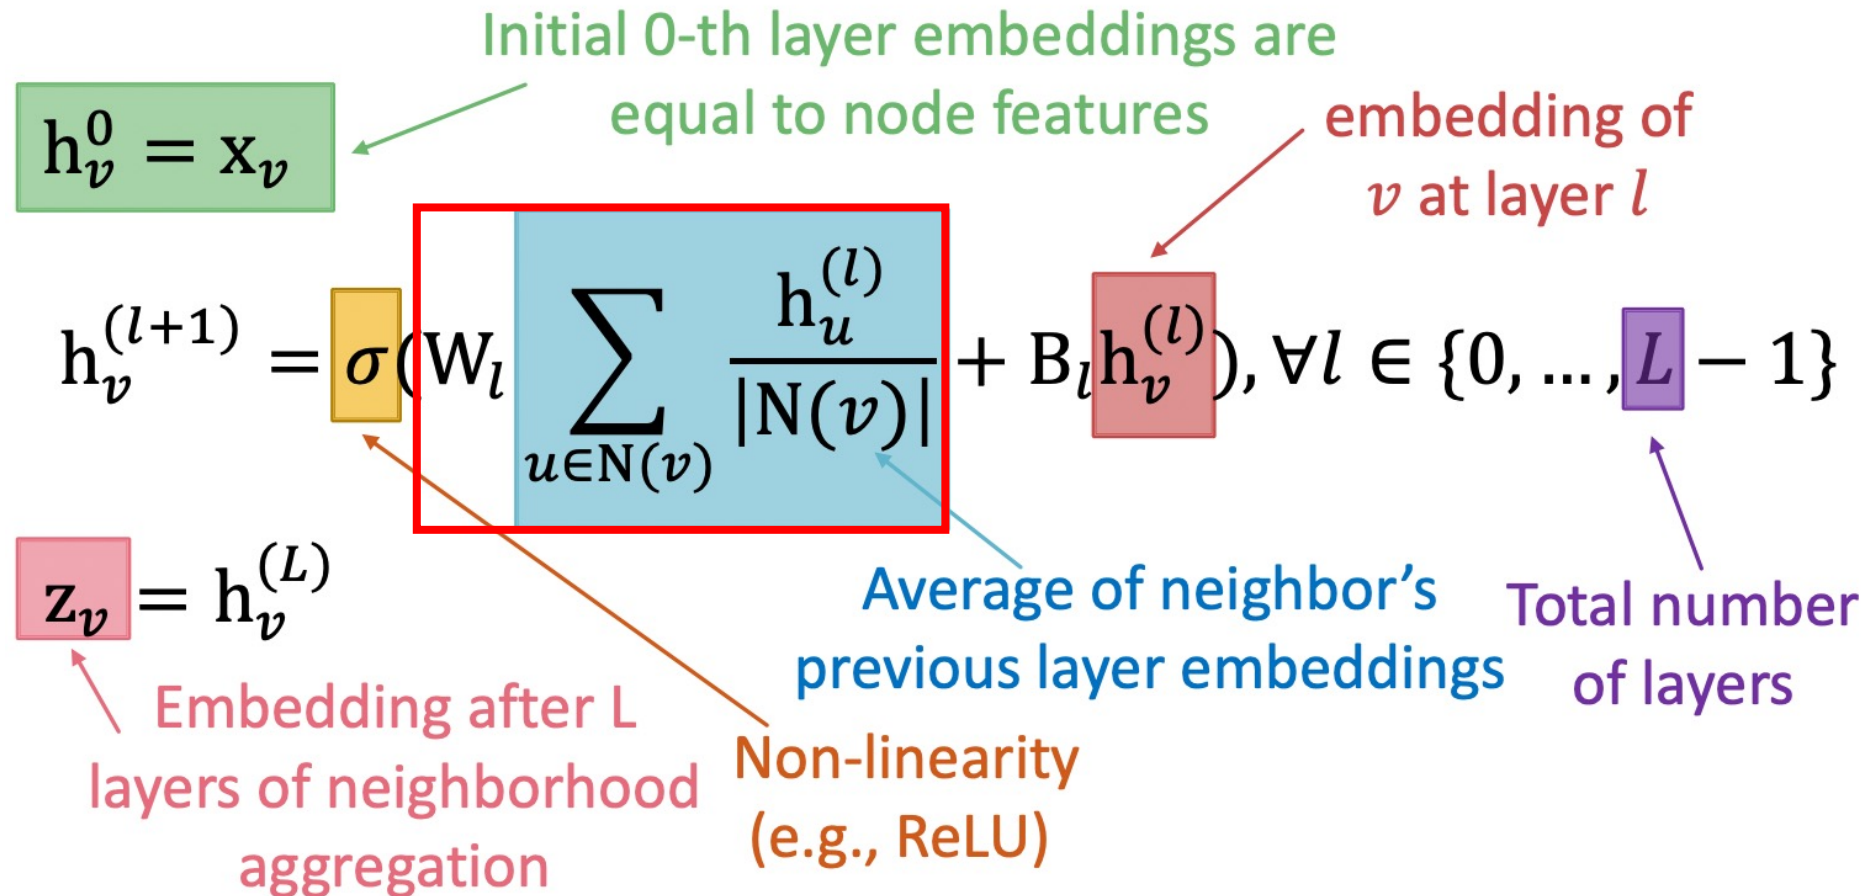 Initial 0-th layer embeddings are
equal to node features
h_v^0 = x_v
embedding of
v at layer l
h_v^{(l+1)} = σ(W_l ∑_{u∈N(v)} h_u^{(l)} / |N(v)| + B_l h_v^{(l)}), ∀l ∈ {0, ..., L − 1}
z_v = h_v^{(L)}
Average of neighbor’s
previous layer embeddings
Total number
of layers
Embedding after L
layers of neighborhood
aggregation
Non-linearity
(e.g., ReLU)